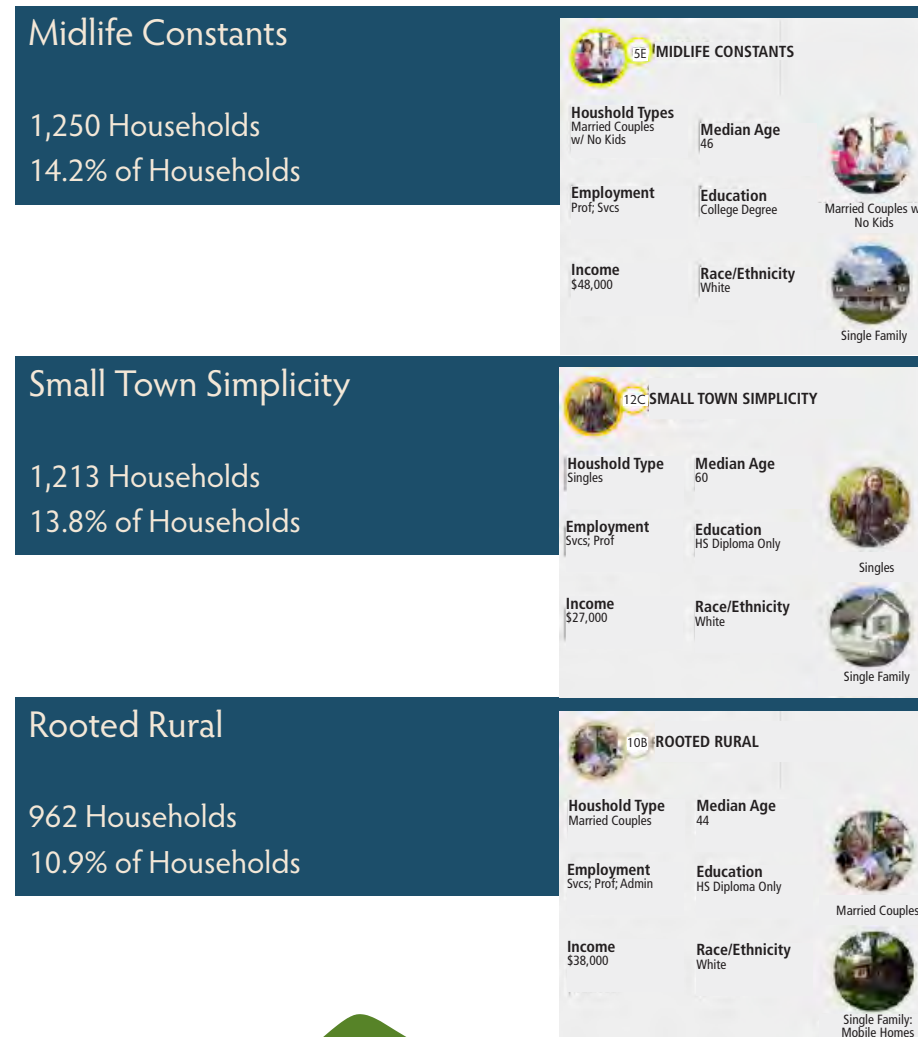 Midlife Constants
1,250 Households
14.2% of Households
5E MIDLIFE CONSTANTS
Houshold Types
Married Couples
w/ No Kids
Median Age
46
Employment
Prof; Svcs
Education
College Degree
Income
$48,000
Race/Ethnicity
White
Married Couples w
No Kids
Single Family
Small Town Simplicity
1,213 Households
13.8% of Households
12C SMALL TOWN SIMPLICITY
Houshold Type
Singles
Median Age
60
Employment
Svcs; Prof
Education
HS Diploma Only
Income
$27,000
Race/Ethnicity
White
Singles
Single Family
Rooted Rural
962 Households
10.9% of Households
10B ROOTED RURAL
Houshold Type
Married Couples
Median Age
44
Employment
Svcs; Prof; Admin
Education
HS Diploma Only
Income
$38,000
Race/Ethnicity
White
Married Couples
Single Family:
Mobile Homes